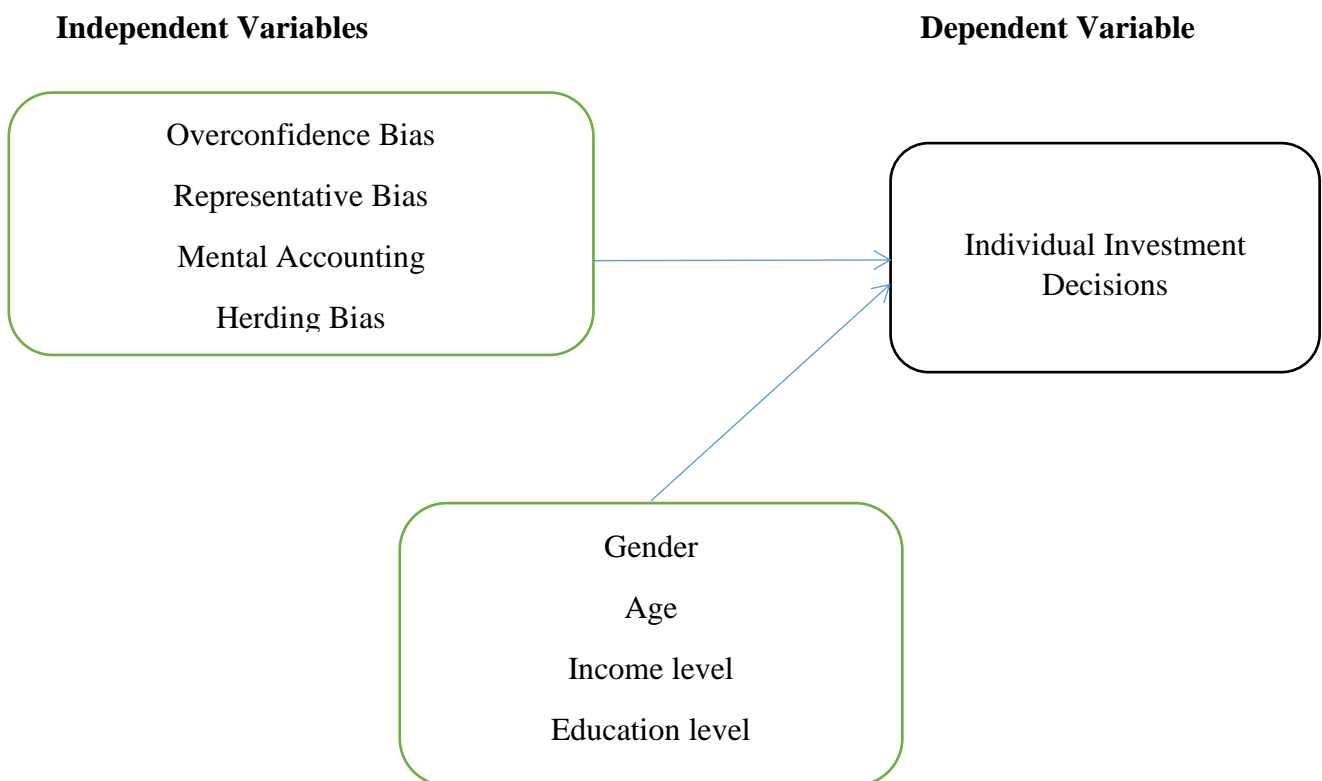 Independent Variables
Dependent Variable
Overconfidence Bias
Representative Bias
Mental Accounting
Herding Bias
Individual Investment
Decisions
Gender
Age
Income level
Education level